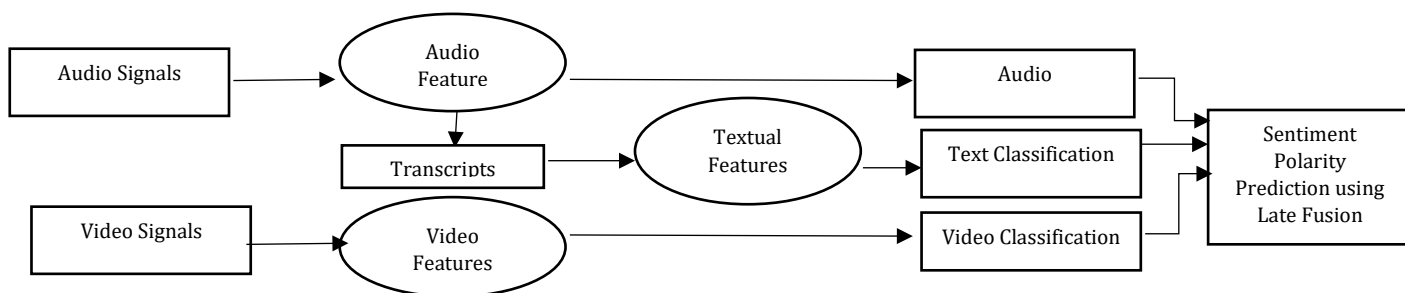 Audio Signals
Audio
Feature
Audio
Transcripts
Textual
Features
Text Classification
Sentiment
Polarity
Prediction using
Late Fusion
Video Signals
Video
Features
Video Classification